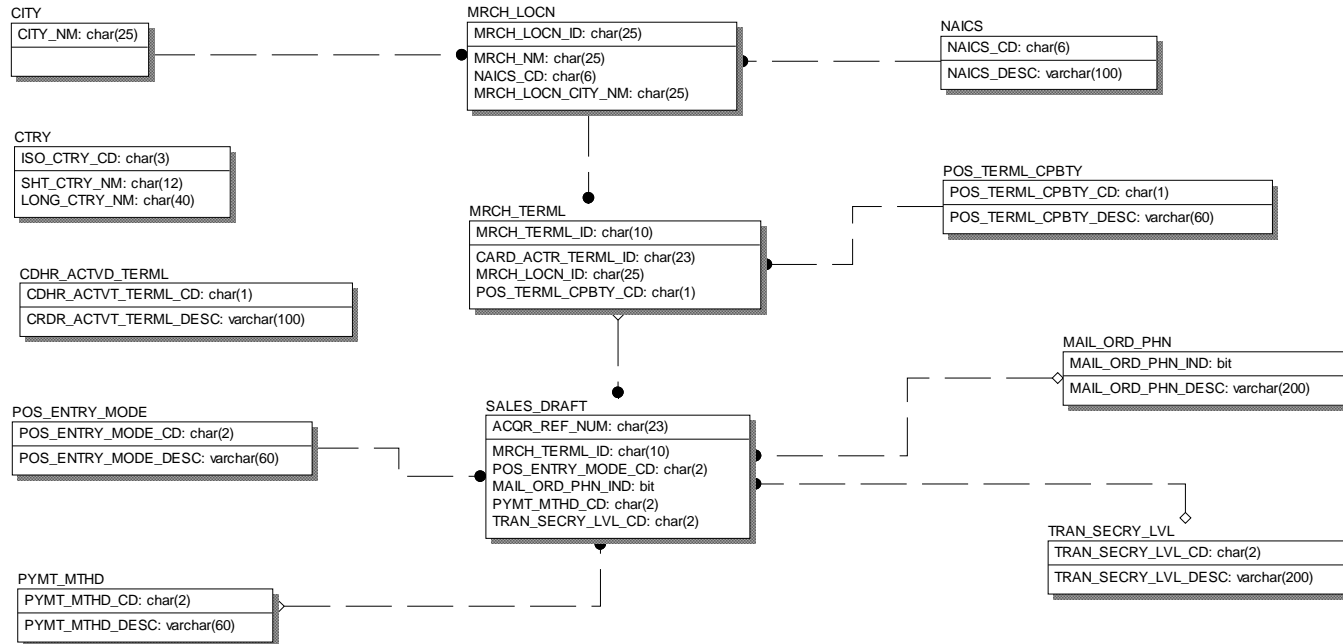 CITY
CITY_NM: char(25)
MRCH_LOCN
MRCH_LOCN_ID: char(25)
MRCH_NM: char(25)
NAICS_CD: char(6)
MRCH_LOCN_CITY_NM: char(25)
NAICS
NAICS_CD: char(6)
NAICS_DESC: varchar(100)
CTRY
ISO_CTRY_CD: char(3)
SHT_CTRY_NM: char(12)
LONG_CTRY_NM: char(40)
POS_TERML_CPBTY
POS_TERML_CPBTY_CD: char(1)
POS_TERML_CPBTY_DESC: varchar(60)
MRCH_TERML
MRCH_TERML_ID: char(10)
CARD_ACTR_TERML_ID: char(23)
MRCH_LOCN_ID: char(25)
POS_TERML_CPBTY_CD: char(1)
CDHR_ACTVD_TERML
CDHR_ACTVT_TERML_CD: char(1)
CRDR_ACTVT_TERML_DESC: varchar(100)
MAIL_ORD_PHN
MAIL_ORD_PHN_IND: bit
MAIL_ORD_PHN_DESC: varchar(200)
POS_ENTRY_MODE
POS_ENTRY_MODE_CD: char(2)
POS_ENTRY_MODE_DESC: varchar(60)
SALES_DRAFT
ACQR_REF_NUM: char(23)
MRCH_TERML_ID: char(10)
POS_ENTRY_MODE_CD: char(2)
MAIL_ORD_PHN_IND: bit
PYMT_MTHD_CD: char(2)
TRAN_SECRY_LVL_CD: char(2)
TRAN_SECRY_LVL
TRAN_SECRY_LVL_CD: char(2)
TRAN_SECRY_LVL_DESC: varchar(200)
PYMT_MTHD
PYMT_MTHD_CD: char(2)
PYMT_MTHD_DESC: varchar(60)